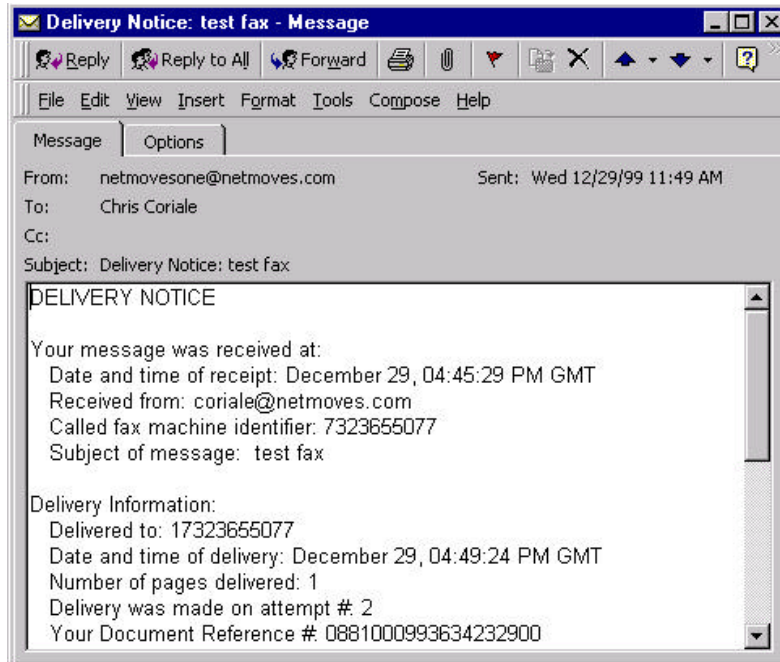 Delivery Notice: test fax - Message
Reply Reply to All Forward
File Edit View Insert Format Tools Compose Help
Message Options
From: netmovesone@netmoves.com Sent: Wed 12/29/99 11:49 AM
To: Chris Coriale
Cc:
Subject: Delivery Notice: test fax
DELIVERY NOTICE
Your message was received at:
Date and time of receipt: December 29, 04:45:29 PM GMT
Received from: coriale@netmoves.com
Called fax machine identifier: 7323655077
Subject of message: test fax
Delivery Information:
Delivered to: 17323655077
Date and time of delivery: December 29, 04:49:24 PM GMT
Number of pages delivered: 1
Delivery was made on attempt #: 2
Your Document Reference #: 0881000993634232900